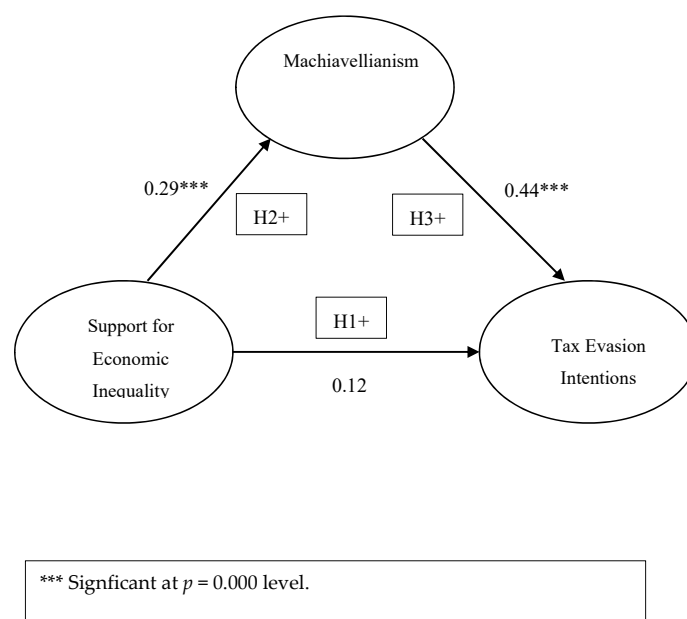 Machiavellianism
0.29***
0.44***
H2+
H3+
H1+
Support for
Economic
Inequality
Tax Evasion
Intentions
0.12
*** Signficant at p = 0.000 level.